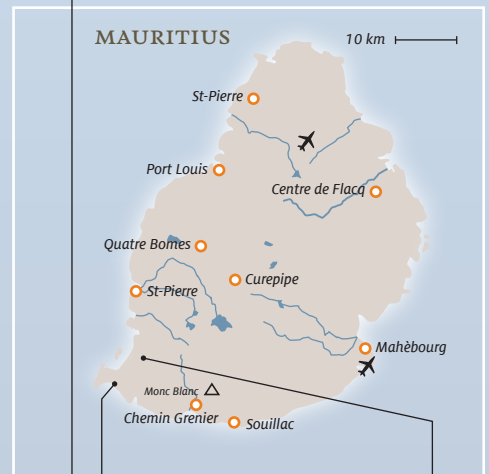 MAURITIUS
10 km
St-Pierre
Port Louis
Centre de Flacq
Quatre Bomes
Curepipe
St-Pierre
Mahèbourg
Monc Blanc
Chemin Grenier
Souillac